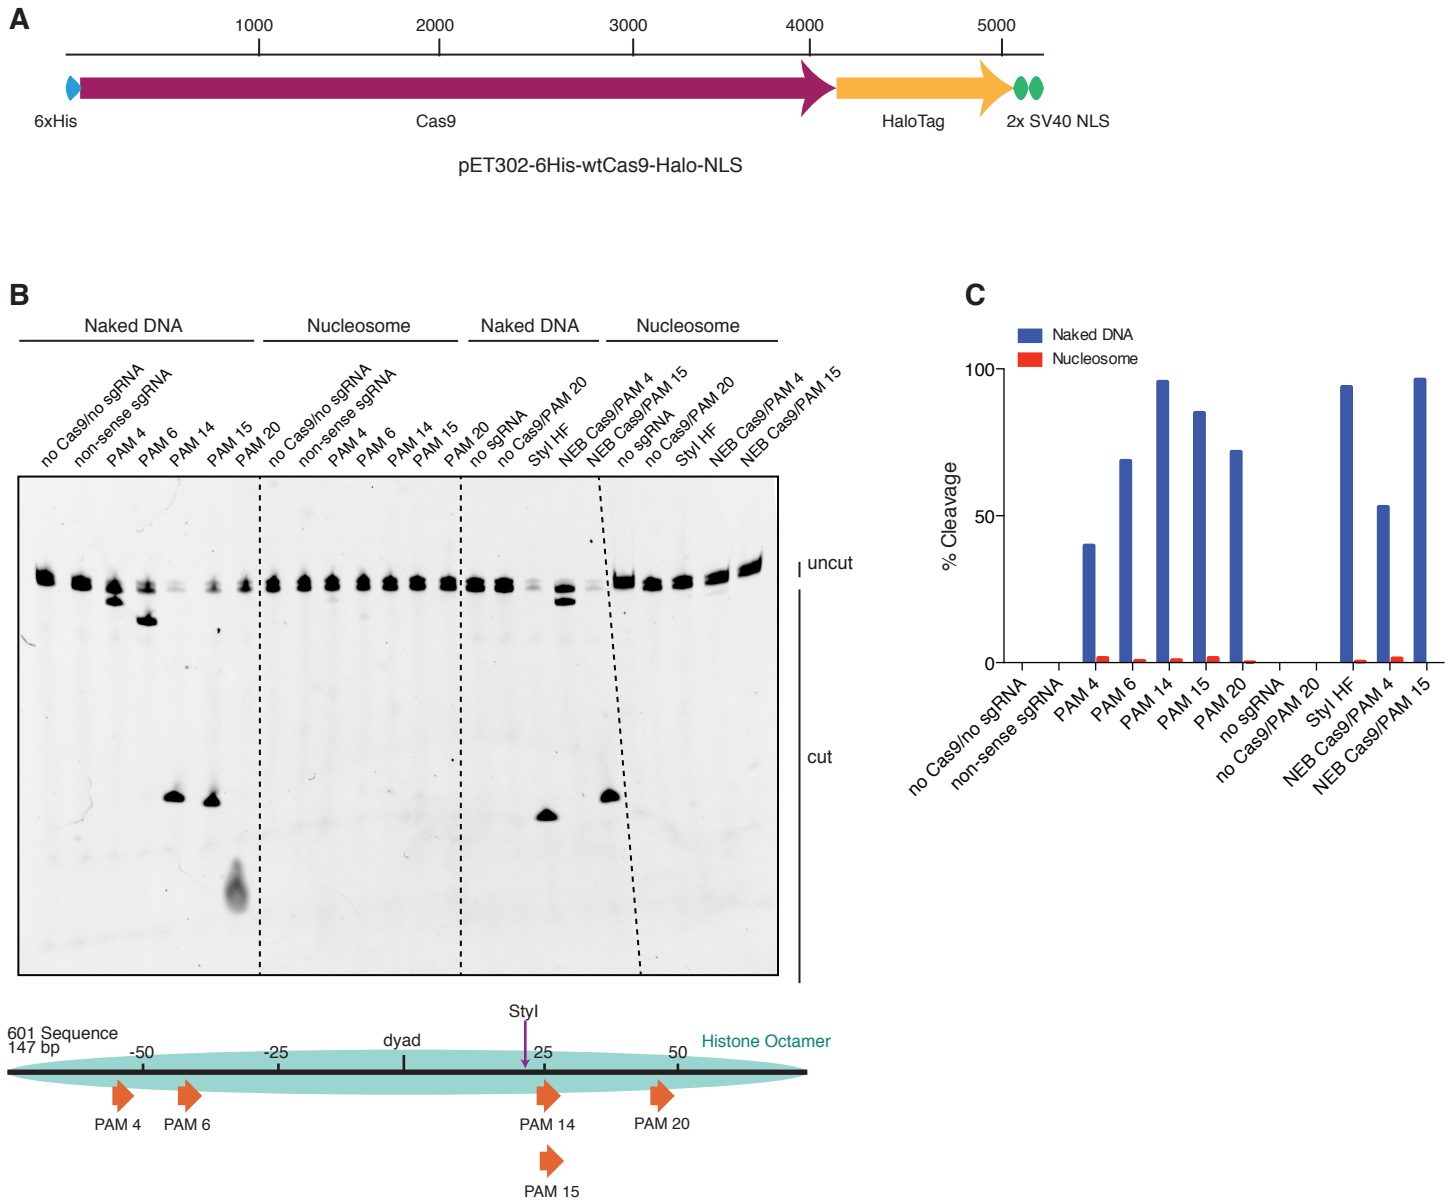 A
1000 2000 3000 4000 5000
6xHis Cas9 HaloTag 2x SV40 NLS
pET302-6His-wtCas9-Halo-NLS
B
Naked DNA Nucleosome Naked DNA Nucleosome
no Cas9/no sgRNA
non-sense sgRNA
PAM 4
PAM 6
PAM 14
PAM 15
PAM 20
no Cas9/no sgRNA
non-sense sgRNA
PAM 4
PAM 6
PAM 14
PAM 15
PAM 20
no sgRNA
no Cas9/PAM 20
StyI HF
NEB Cas9/PAM 4
NEB Cas9/PAM 15
no sgRNA
no Cas9/PAM 20
StyI HF
NEB Cas9/PAM 4
NEB Cas9/PAM 15
uncut
cut
StyI
601 Sequence
147 bp
dyad
Histone Octamer
-50 -25 25 50
PAM 4 PAM 6 PAM 14 PAM 20
PAM 15
C
Naked DNA
Nucleosome
% Cleavage
100
50
0
no Cas9/no sgRNA
non-sense sgRNA
PAM 4
PAM 6
PAM 14
PAM 15
PAM 20
no sgRNA
no Cas9/PAM 20
StyI HF
NEB Cas9/PAM 4
NEB Cas9/PAM 15